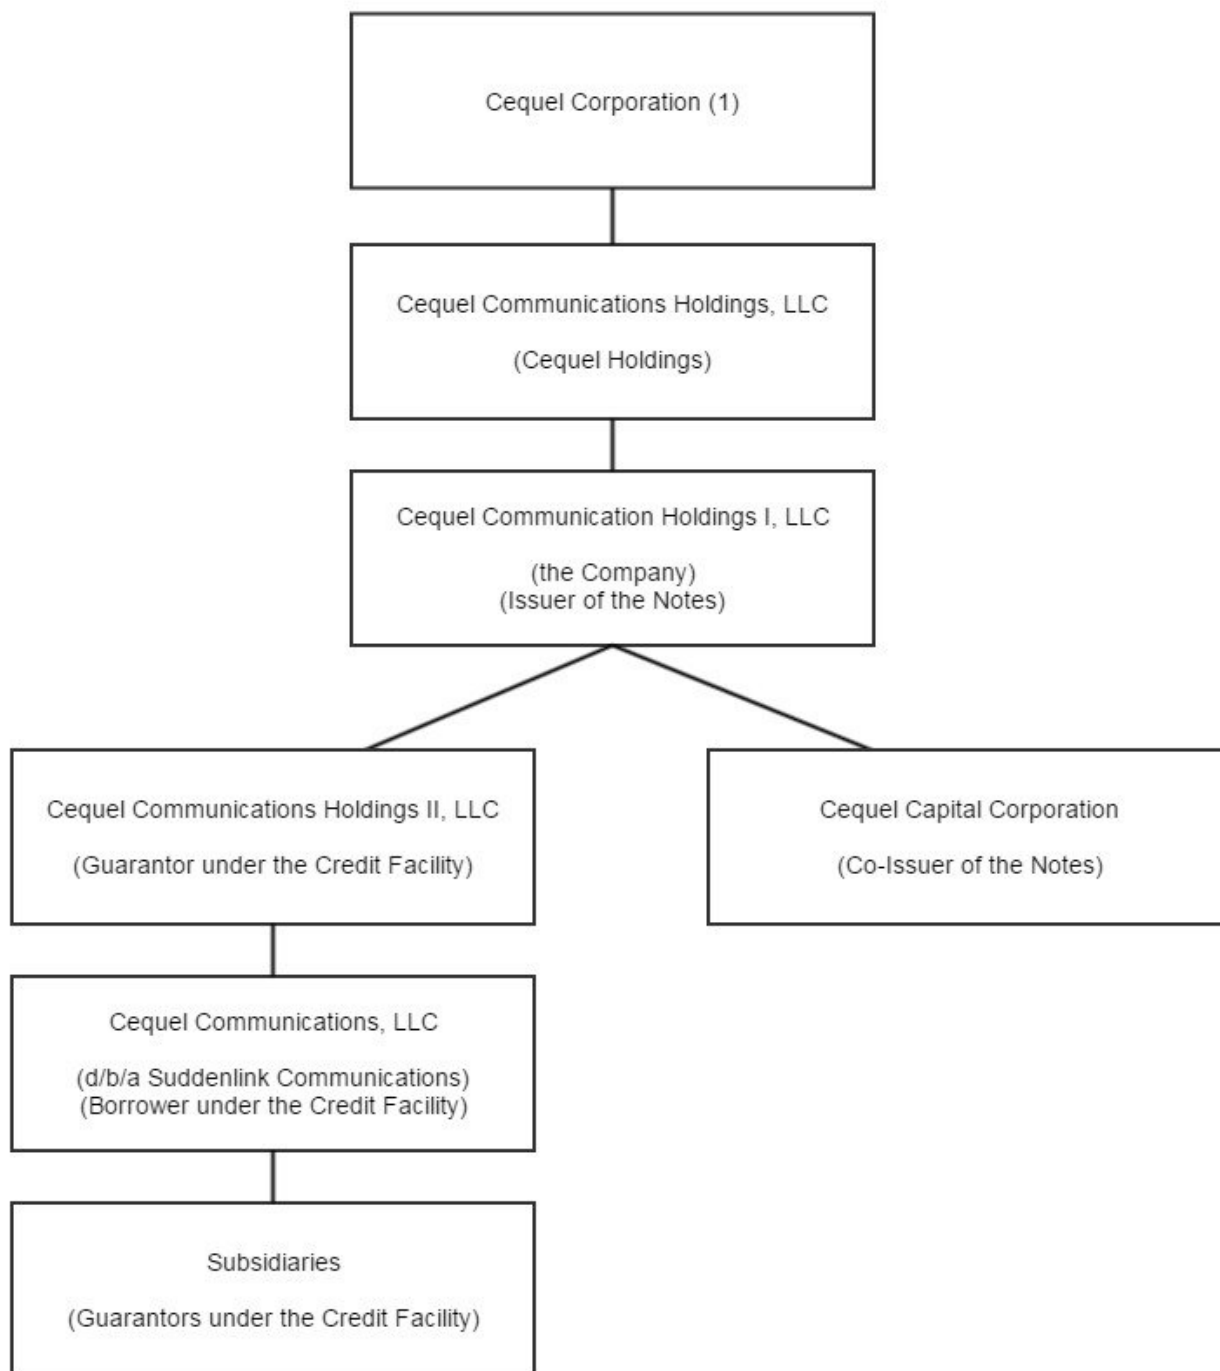 Cequel Corporation (1)
Cequel Communications Holdings, LLC
(Cequel Holdings)
Cequel Communication Holdings I, LLC
(the Company)
(Issuer of the Notes)
Cequel Communications Holdings II, LLC
(Guarantor under the Credit Facility)
Cequel Capital Corporation
(Co-Issuer of the Notes)
Cequel Communications, LLC
(d/b/a Suddenlink Communications)
(Borrower under the Credit Facility)
Subsidiaries
(Guarantors under the Credit Facility)